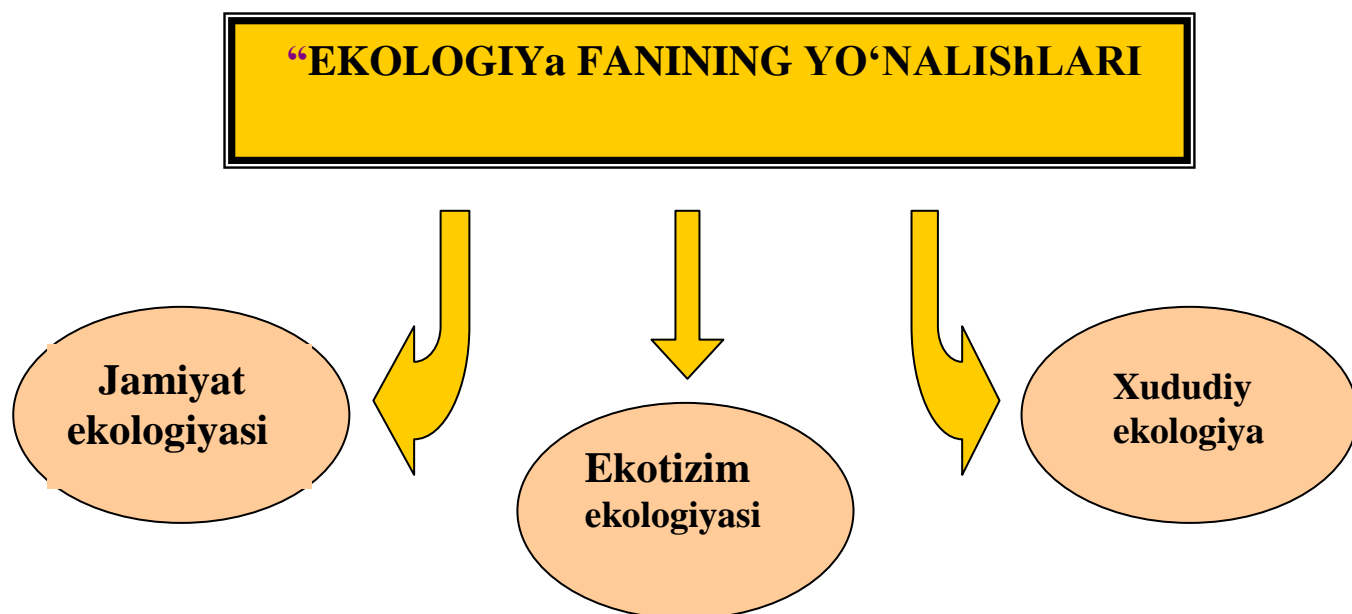 “EKOLOGIYa FANINING YO‘NALIShLARI
Jamiyat
ekologiyasi
Ekotizim
ekologiyasi
Xududiy
ekologiya